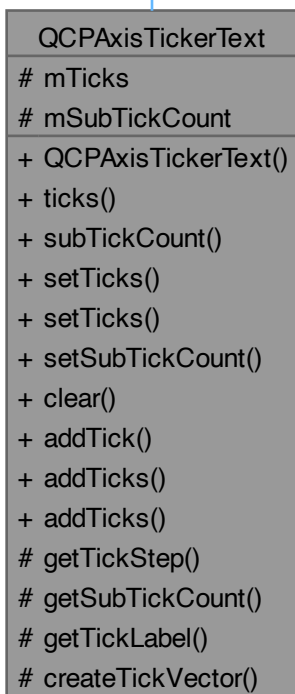 QCPAxisTickerText
# mTicks
# mSubTickCount
+ QCPAxisTickerText()
+ ticks()
+ subTickCount()
+ setTicks()
+ setTicks()
+ setSubTickCount()
+ clear()
+ addTick()
+ addTicks()
+ addTicks()
# getTickStep()
# getSubTickCount()
# getTickLabel()
# createTickVector()